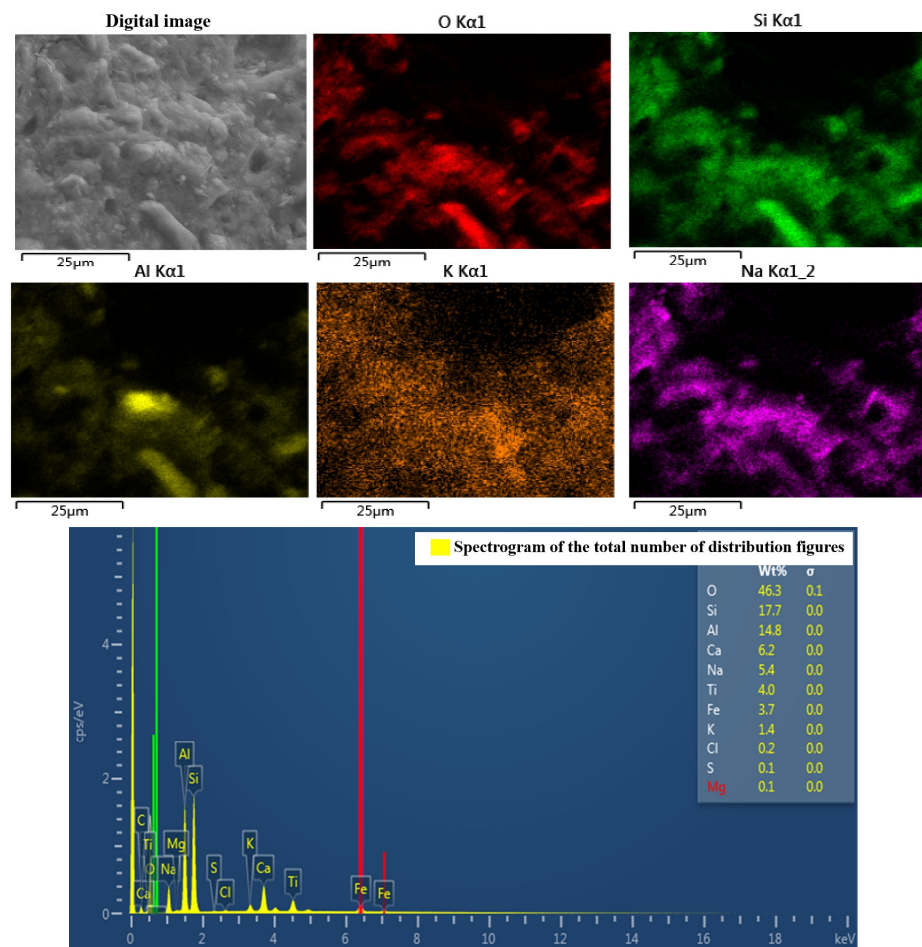 Digital image
O Kα1
Si Kα1
25μm
25μm
25μm
Al Kα1
K Kα1
Na Kα1_2
25μm
25μm
25μm
Spectrogram of the total number of distribution figures
Wt% σ
O 46.3 0.1
Si 17.7 0.0
Al 14.8 0.0
Ca 6.2 0.0
Na 5.4 0.0
Ti 4.0 0.0
Fe 3.7 0.0
K 1.4 0.0
Cl 0.2 0.0
S 0.1 0.0
Mg 0.1 0.0
4
cps/eV
2
Al
Si
C
Ti
Mg
K
O
Na
S
Ca
Ca
Cl
Ti
Fe
Fe
0
0 2 4 6 8 10 12 14 16 18 keV